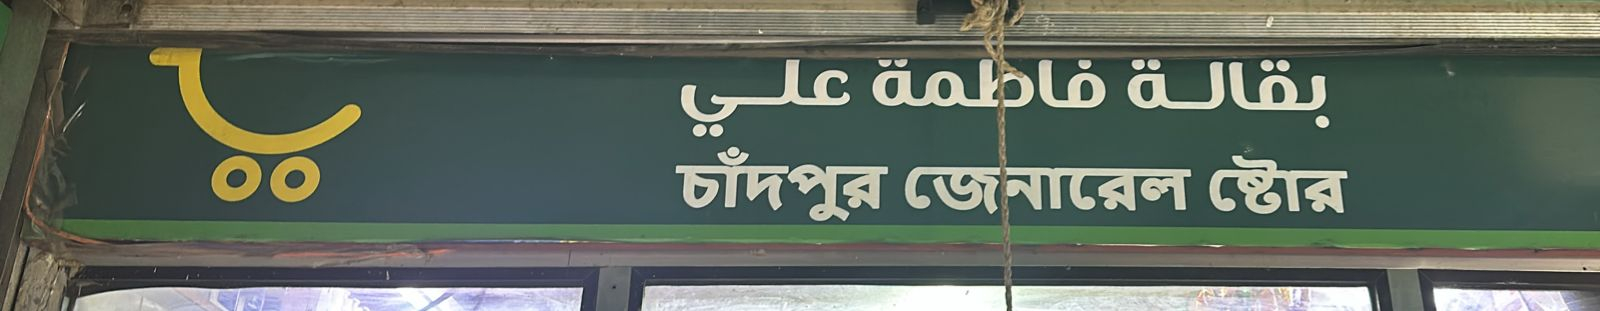 بقالة فاطمة علي
চাঁদপুর জেনারেল ষ্টোর